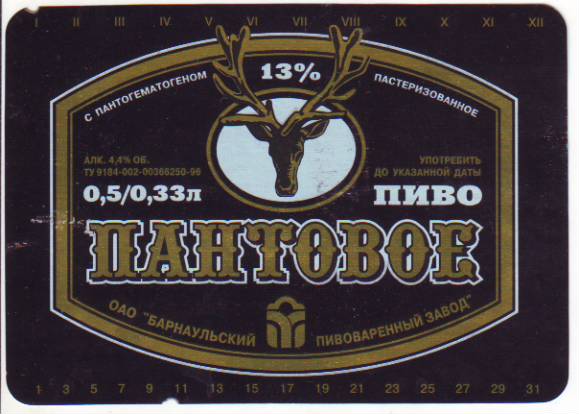 I II III IV V VI VII VIII IX X XI XII
13%
С ПАНТОГЕМАТОГЕНОМ
ПАСТЕРИЗОВАННОЕ
АЛК. 4,4% ОБ.
ТУ 9184-002-00366250-96
УПОТРЕБИТЬ
ДО УКАЗАННОЙ ДАТЫ
0,5/0,33л
ПИВО
ПАНТОВОЕ
ОАО "БАРНАУЛЬСКИЙ ПИВОВАРЕННЫЙ ЗАВОД"
1 3 5 7 9 11 13 15 17 19 21 23 25 27 29 31